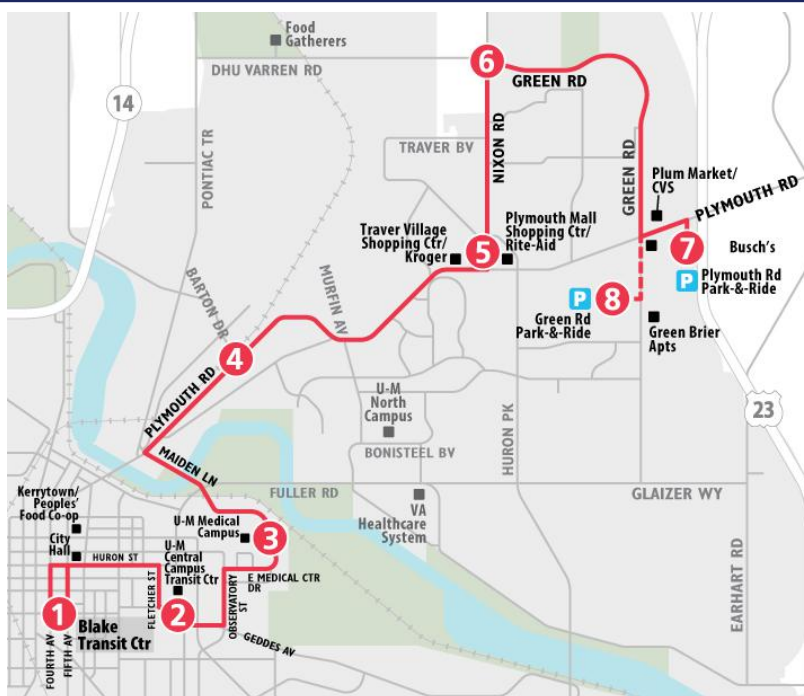 Food
Gatherers
DHU VARREN RD
6
GREEN RD
14
PONTIAC TR
TRAVER BV
NIXON RD
GREEN RD
Plum Market/
CVS
PLYMOUTH RD
Traver Village
Shopping Ctr/
Kroger
5
Plymouth Mall
Shopping Ctr/
Rite-Aid
7
Busch's
P
Plymouth Rd
Park-&-Ride
BARTON DR
MURFIN AV
P
8
Green Rd
Park-&-Ride
Green Brier
Apts
4
PLYMOUTH RD
U-M
North
Campus
HURON PK
23
MAIDEN LN
BONISTEEL BV
FULLER RD
GLAIZER WY
Kerrytown/
Peoples'
Food Co-op
U-M Medical
Campus
3
VA
Healthcare
System
City
Hall
HURON ST
U-M
Central
Campus
Transit Ctr
E MEDICAL CTR
DR
FLETCHER ST
OBSERVATORY
ST
EARHART RD
1
Blake
Transit Ctr
2
GEDDES AV
FOURTH AV
FIFTH AV